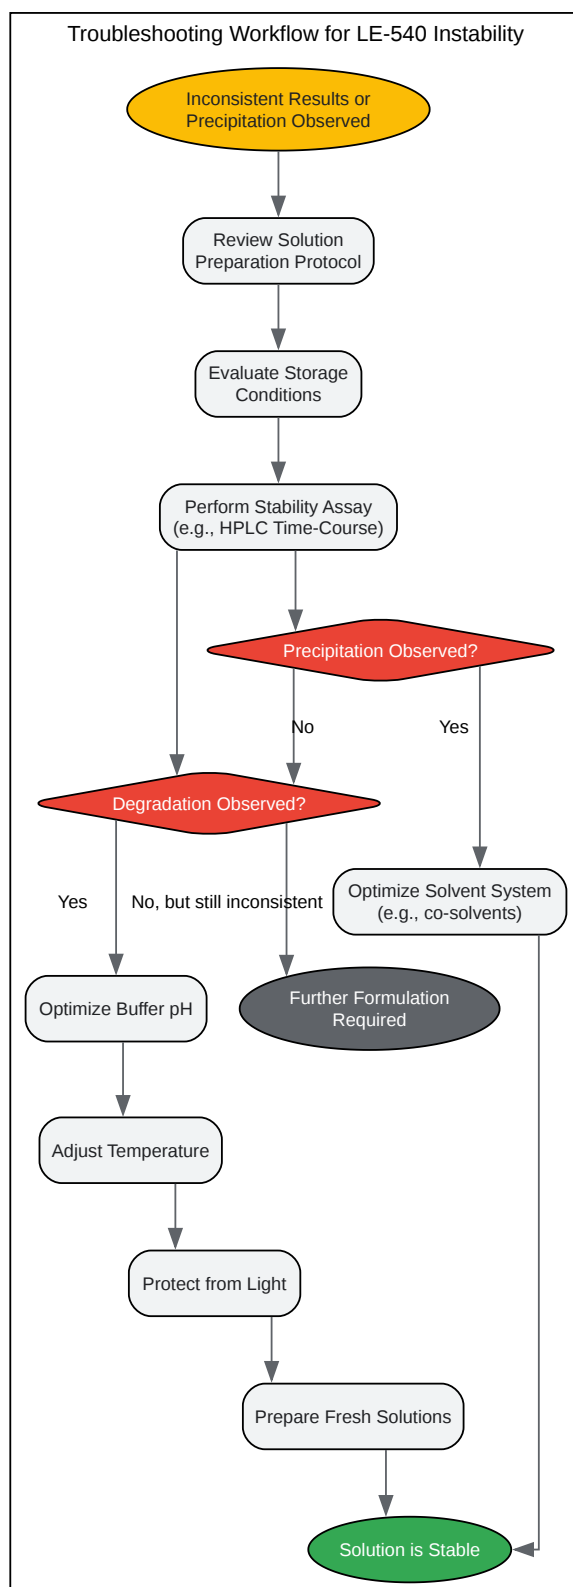 Troubleshooting Workflow for LE-540 Instability
Inconsistent Results or
Precipitation Observed
Review Solution
Preparation Protocol
Evaluate Storage
Conditions
Perform Stability Assay
(e.g., HPLC Time-Course)
Precipitation Observed?
No
Yes
Degradation Observed?
Yes
No, but still inconsistent
Optimize Solvent System
(e.g., co-solvents)
Optimize Buffer pH
Further Formulation
Required
Adjust Temperature
Protect from Light
Prepare Fresh Solutions
Solution is Stable